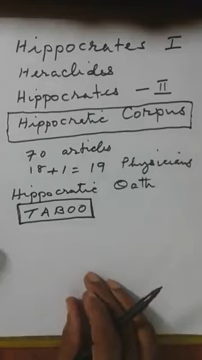 Hippocrates I
Heraclides
Hippocrates - II
Hippocratic Corpus
70 articles
18+1= 19 Physicians
Hippocratic Oath
TABOO